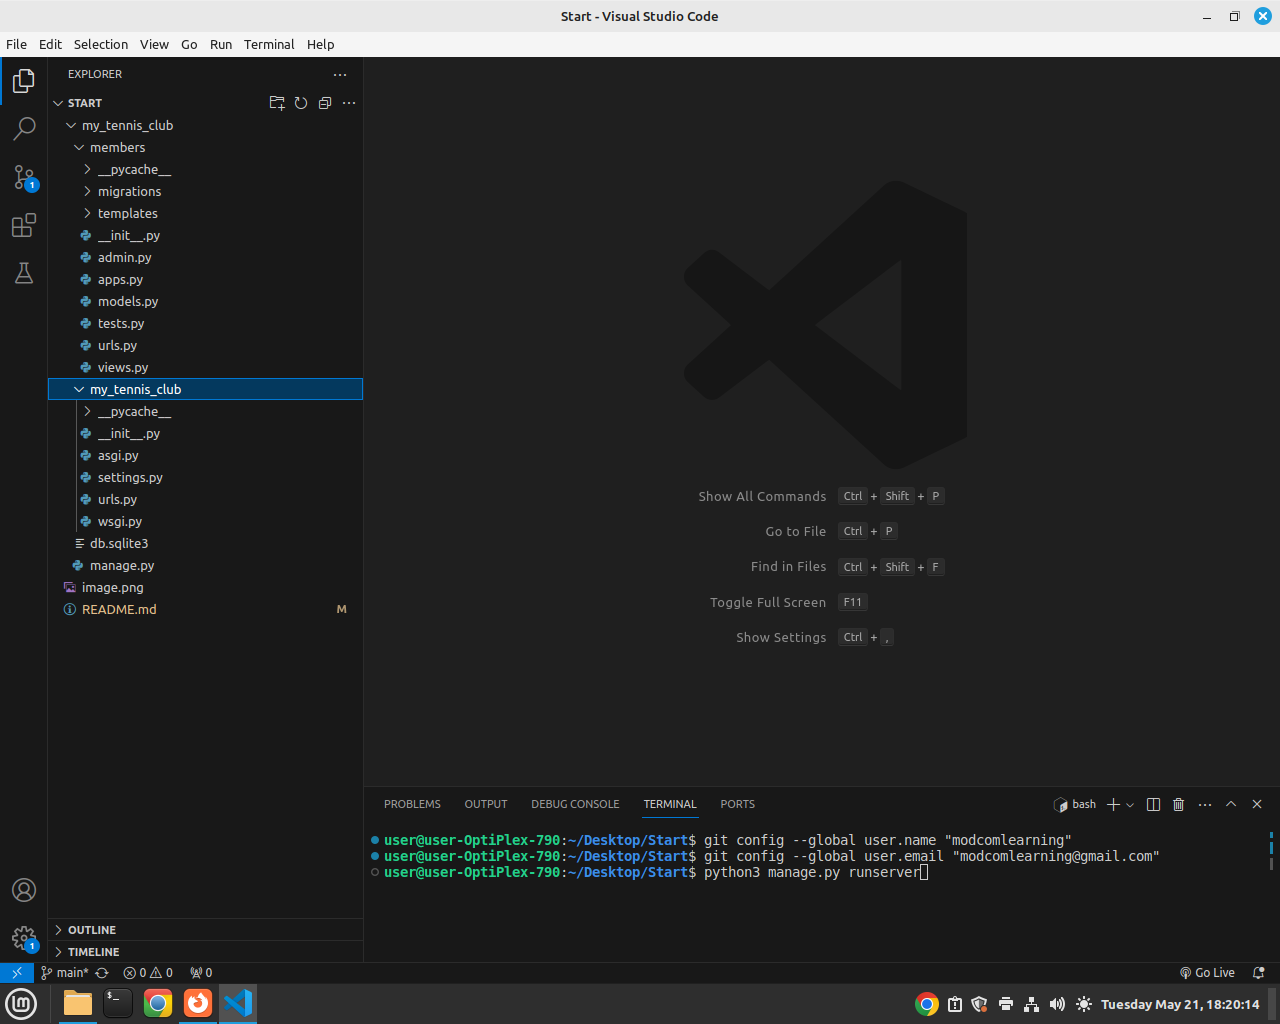 Start - Visual Studio Code
File Edit Selection View Go Run Terminal Help
EXPLORER
START
my_tennis_club
members
__pycache__
migrations
templates
__init__.py
admin.py
apps.py
models.py
tests.py
urls.py
views.py
my_tennis_club
__pycache__
__init__.py
asgi.py
settings.py
urls.py
wsgi.py
db.sqlite3
manage.py
image.png
README.md M
OUTLINE
TIMELINE
1
1
Show All Commands Ctrl + Shift + P
Go to File Ctrl + P
Find in Files Ctrl + Shift + F
Toggle Full Screen F11
Show Settings Ctrl + ,
PROBLEMS OUTPUT DEBUG CONSOLE TERMINAL PORTS bash
user@user-OptiPlex-790:~/Desktop/Start$ git config --global user.name "modcomlearning"
user@user-OptiPlex-790:~/Desktop/Start$ git config --global user.email "modcomlearning@gmail.com"
user@user-OptiPlex-790:~/Desktop/Start$ python3 manage.py runserver
main* 0 0 0 Go Live
Tuesday May 21, 18:20:14